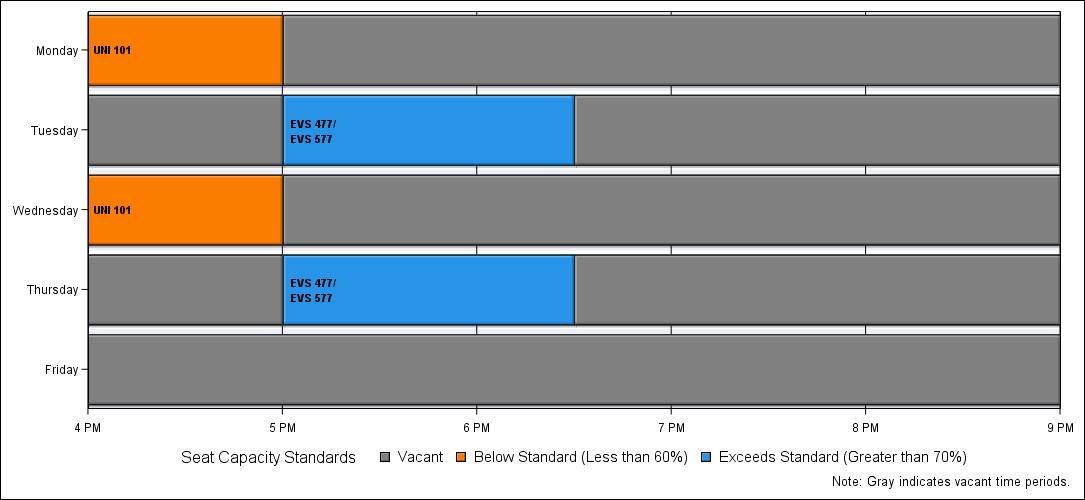 Monday
UNI 101
Tuesday
EVS 477/
EVS 577
Wednesday
UNI 101
Thursday
EVS 477/
EVS 577
Friday
4 PM 5 PM 6 PM 7 PM 8 PM 9 PM
Seat Capacity Standards Vacant Below Standard (Less than 60%) Exceeds Standard (Greater than 70%)
Note: Gray indicates vacant time periods.